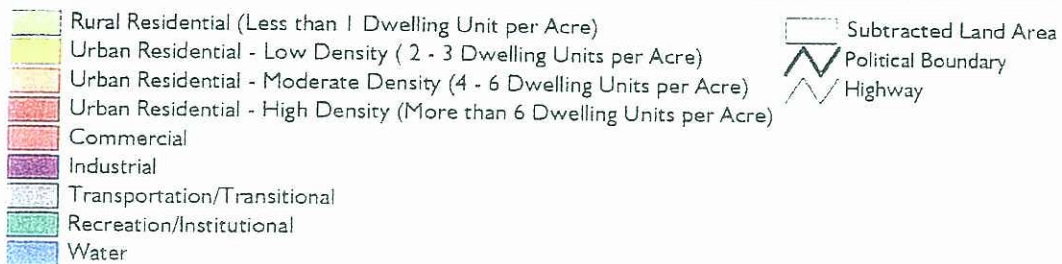 Rural Residential (Less than 1 Dwelling Unit per Acre)
Urban Residential - Low Density ( 2 - 3 Dwelling Units per Acre)
Urban Residential - Moderate Density (4 - 6 Dwelling Units per Acre)
Urban Residential - High Density (More than 6 Dwelling Units per Acre)
Commercial
Industrial
Transportation/Transitional
Recreation/Institutional
Water
Subtracted Land Area
Political Boundary
Highway